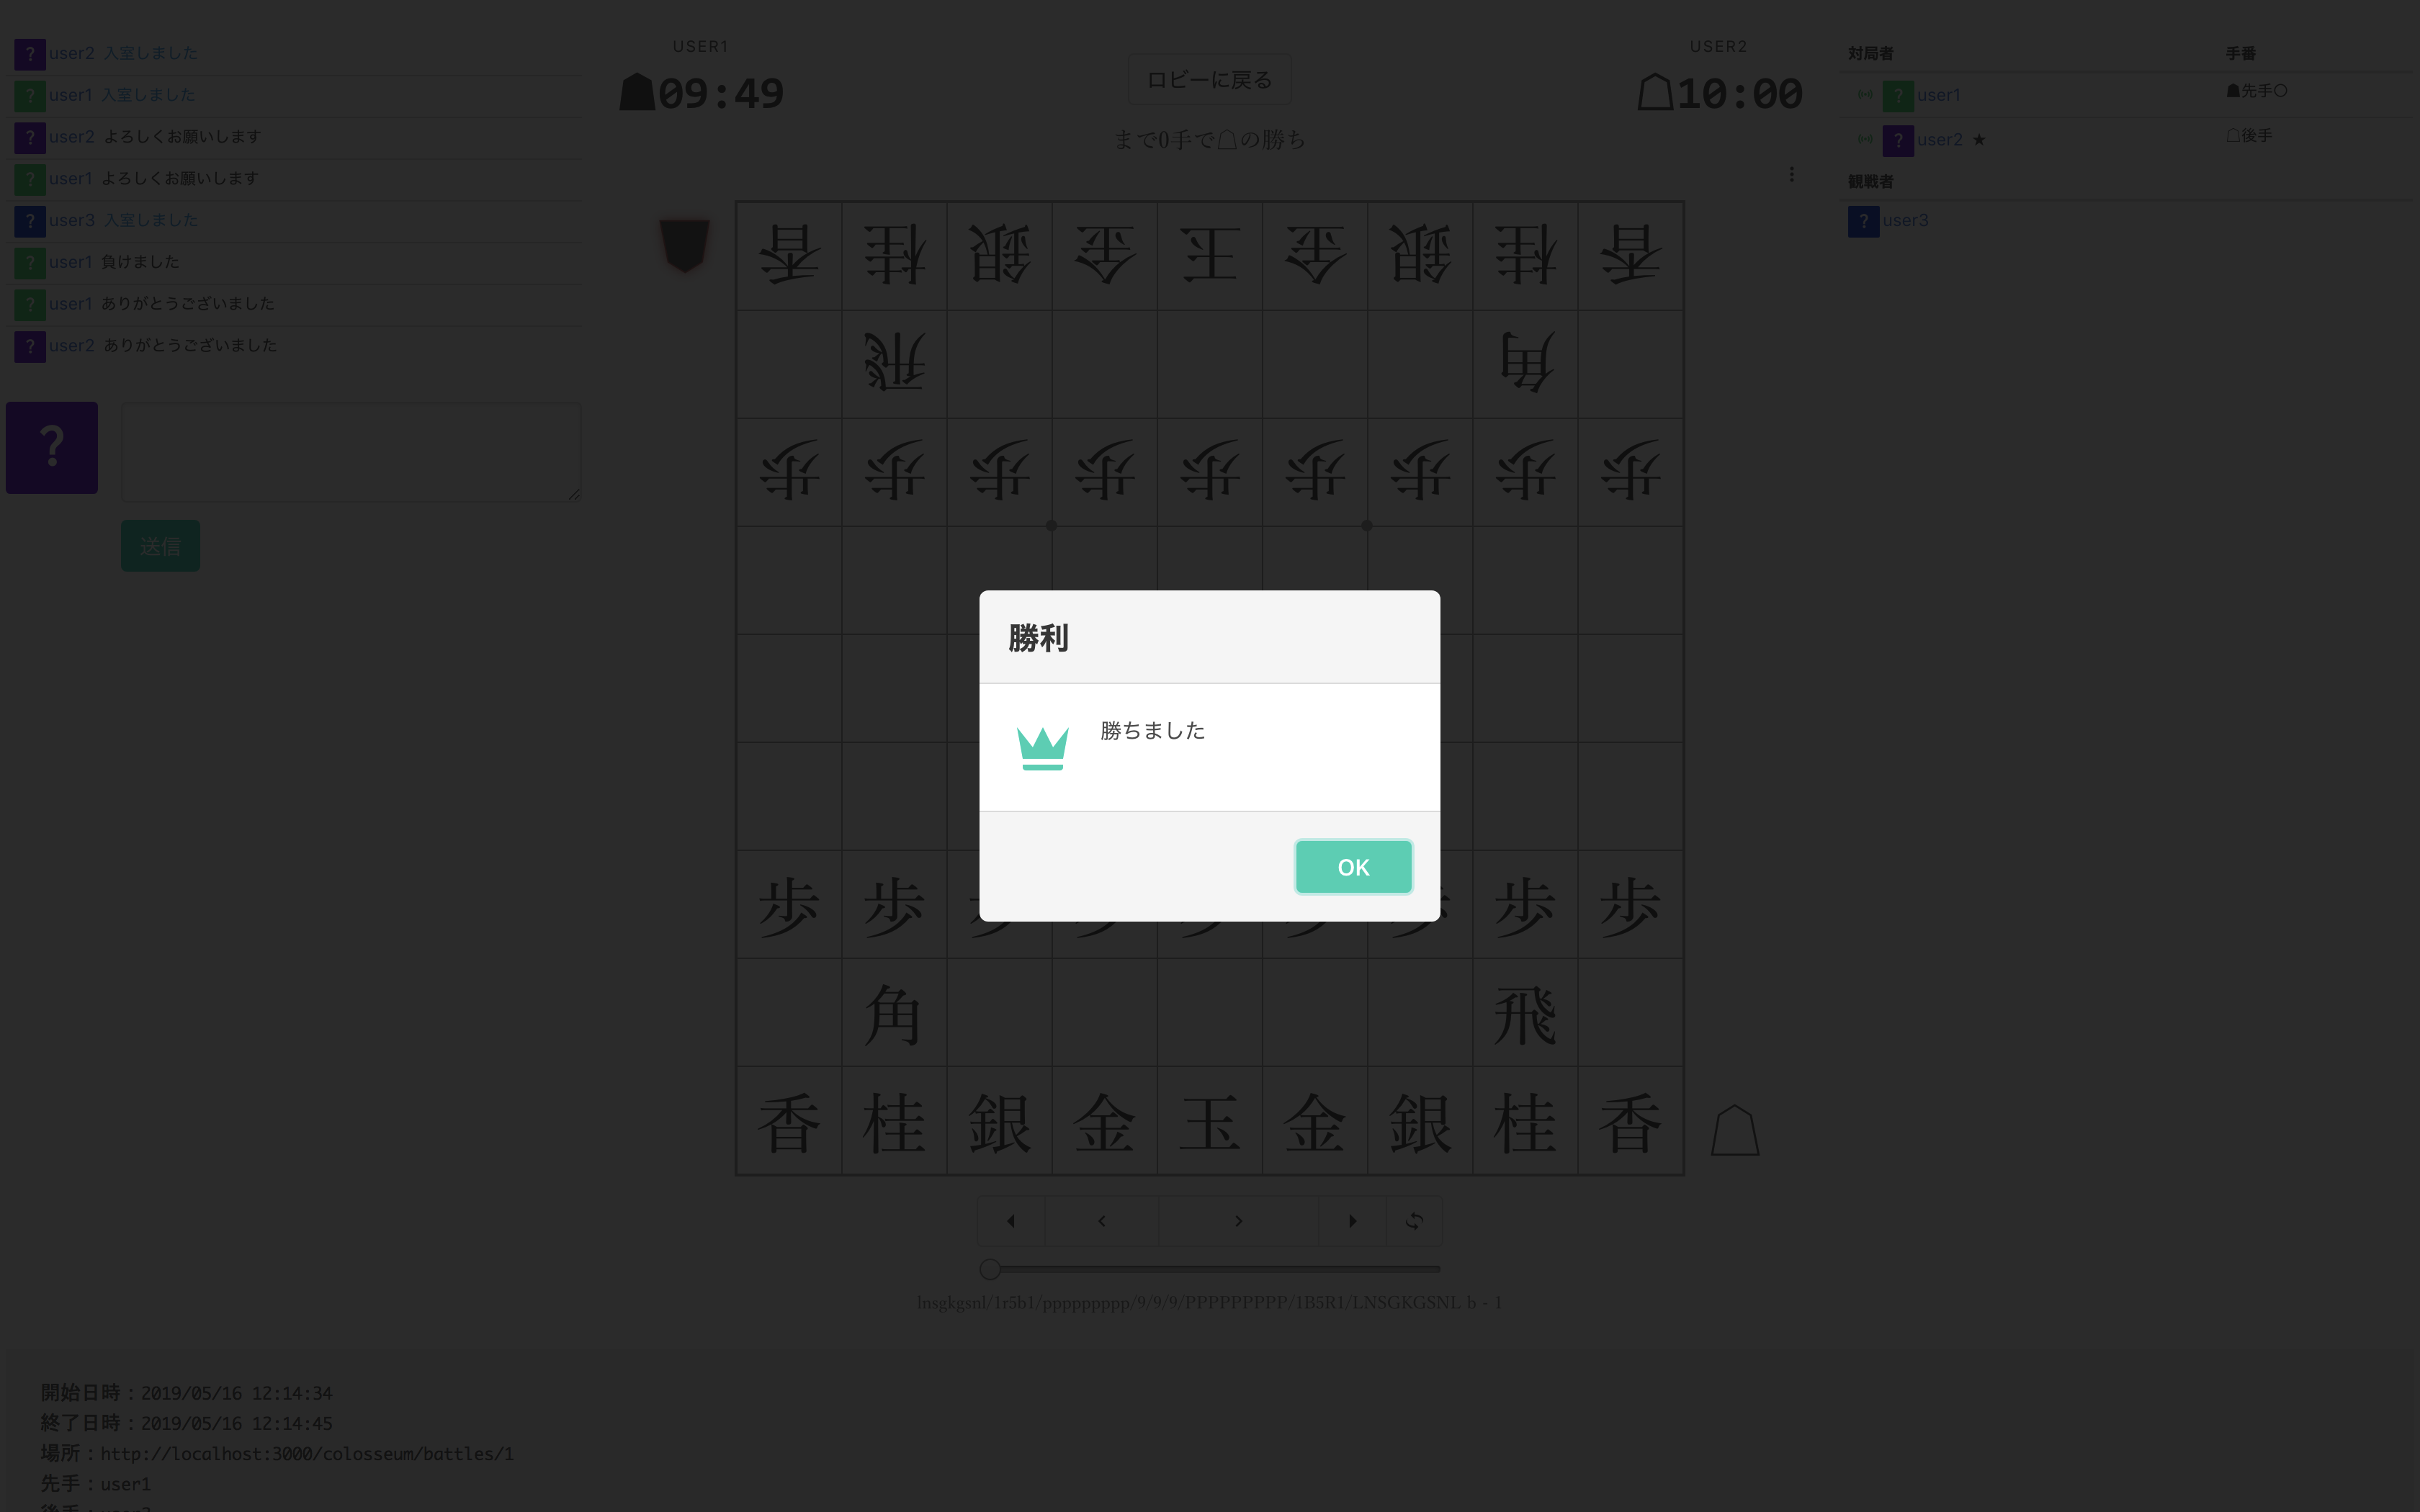 ? user2 入室しました
? user1 入室しました
? user2 よろしくお願いします
? user1 よろしくお願いします
? user3 入室しました
? user1 負けました
? user1 ありがとうございました
? user2 ありがとうございました
?
送信
USER1
09:49
ロビーに戻る
まで0手で☖の勝ち
USER2
10:00
対局者 手番
? user1 ☗先手○
? user2 ★ ☖後手
観戦者
? user3
香 桂 銀 金 王 金 銀 桂 香
飛 角
歩 歩 歩 歩 歩 歩 歩 歩 歩
勝利
勝ちました
OK
歩 歩 歩 歩 歩 歩 歩 歩 歩
角 飛
香 桂 銀 金 王 金 銀 桂 香
lnsgkgsnl/1r5b1/ppppppppp/9/9/9/PPPPPPPPP/1B5R1/LNSGKGSNL b - 1
開始日時：2019/05/16 12:14:34
終了日時：2019/05/16 12:14:45
場所：http://localhost:3000/colosseum/battles/1
先手：user1
後手：user2